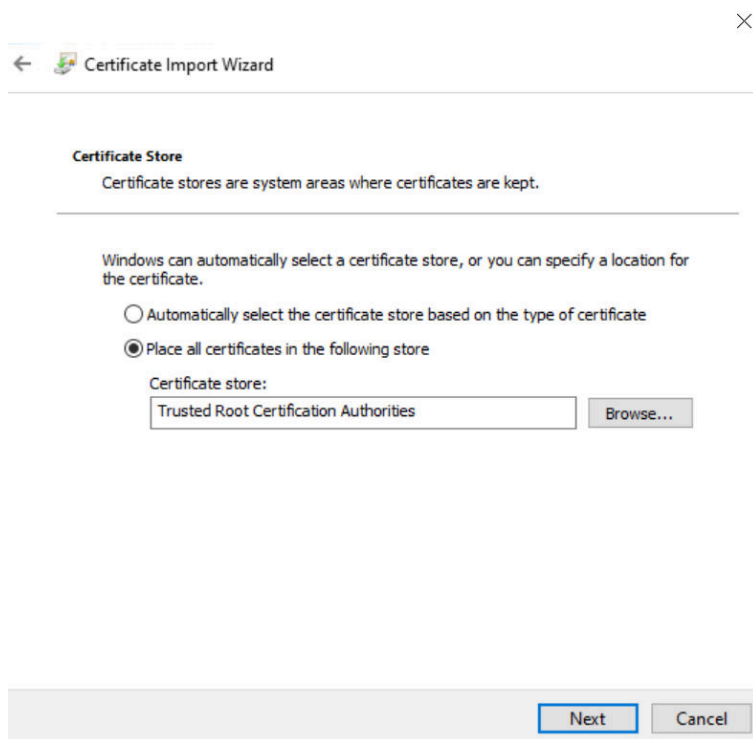 Certificate Import Wizard
Certificate Store
Certificate stores are system areas where certificates are kept.
Windows can automatically select a certificate store, or you can specify a location for
the certificate.
Automatically select the certificate store based on the type of certificate
Place all certificates in the following store
Certificate store:
Trusted Root Certification Authorities
Browse...
Next
Cancel